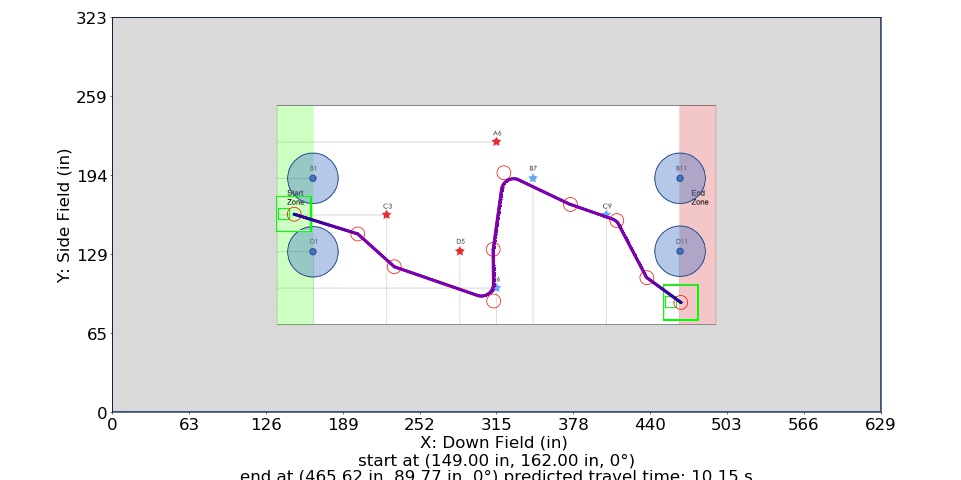 323
259
194
129
65
0
Y: Side Field (in)
A6
B1
B7
B11
Start
Zone
End
Zone
C3
C9
D1
D5
D11
0 63 126 189 252 315 378 440 503 566 629
X: Down Field (in)
start at (149.00 in, 162.00 in, 0°)
end at (465.62 in, 89.77 in, 0°) predicted travel time: 10.15 s